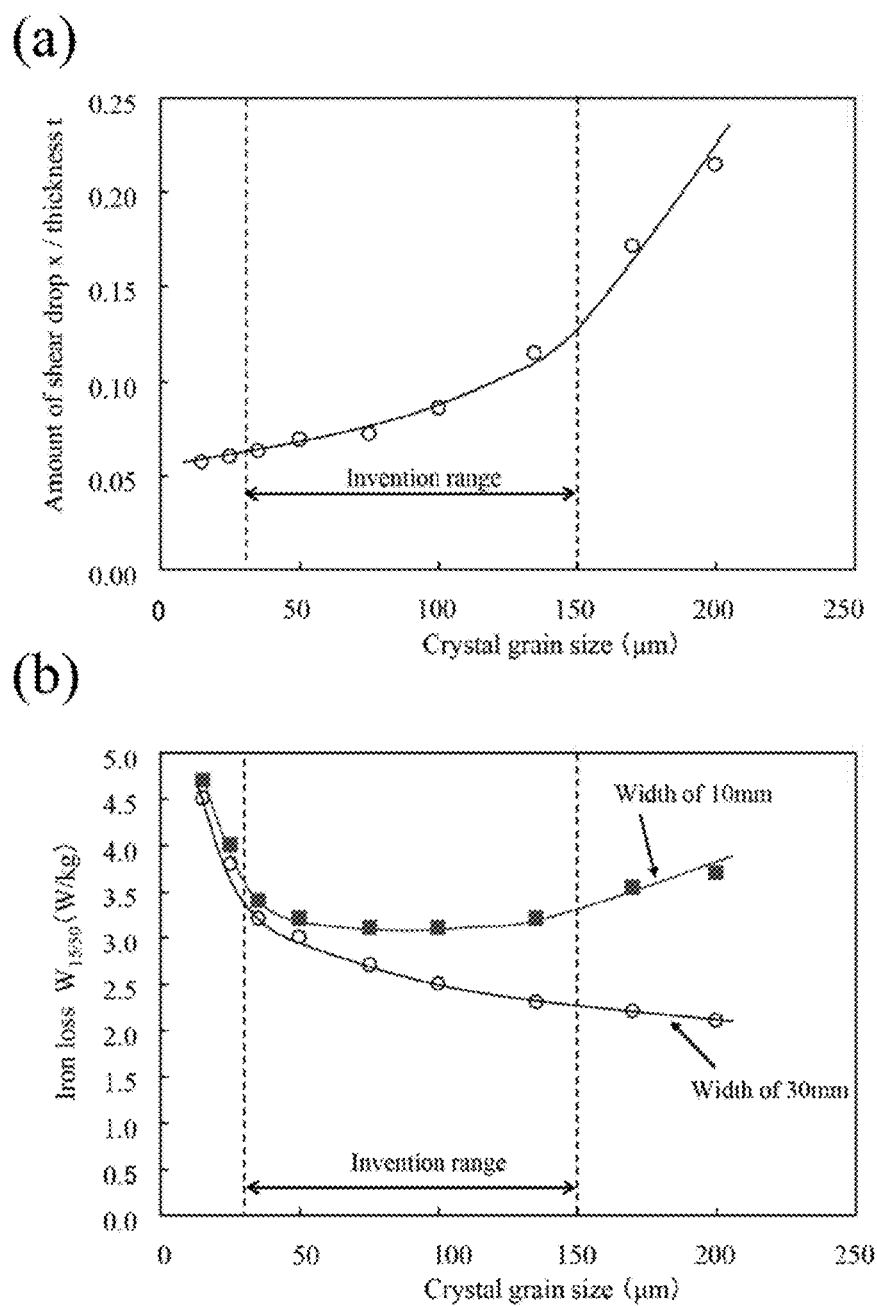 (a)
0.25
0.20
0.15
0.10
0.05
0.00
Amount of shear drop x / thickness t
Invention range
0 50 100 150 200 250
Crystal grain size (μm)
(b)
5.0
4.5
4.0
3.5
3.0
2.5
2.0
1.5
1.0
0.5
0.0
Iron loss W15/50 (W/kg)
Width of 10mm
Width of 30mm
Invention range
0 50 100 150 200 250
Crystal grain size (μm)